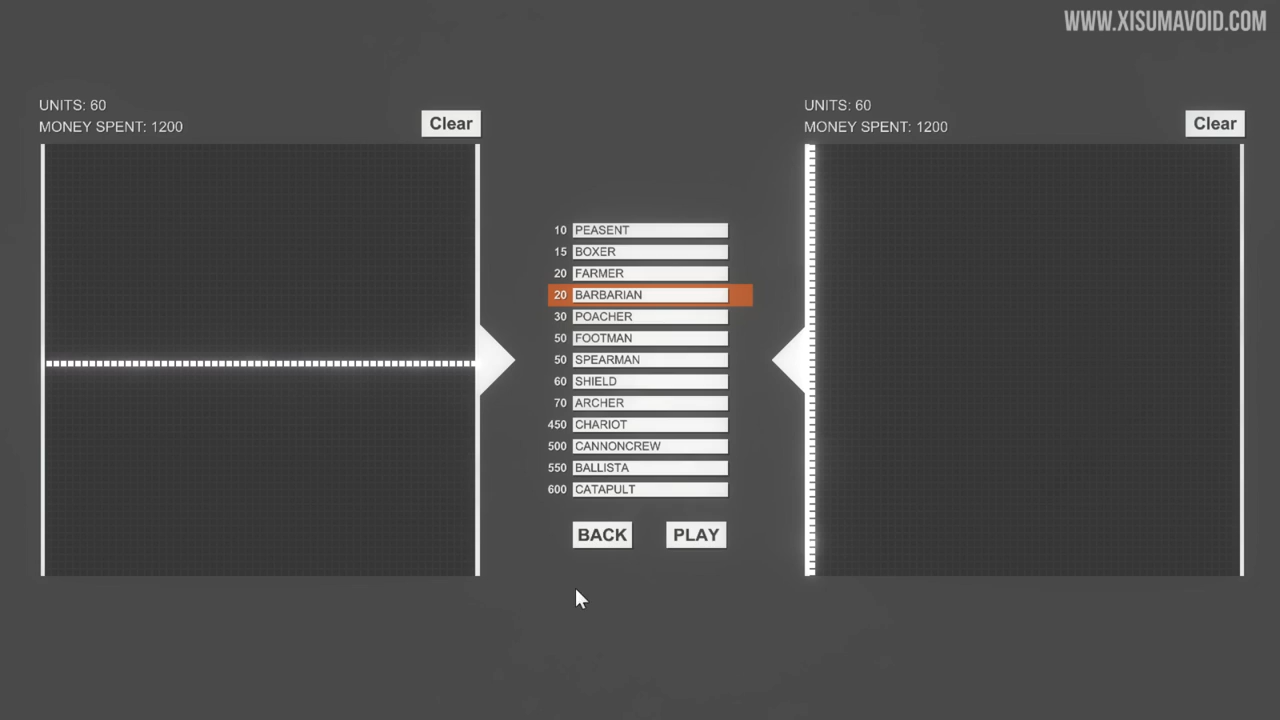 WWW.XISUMAVOID.COM
UNITS: 60
MONEY SPENT: 1200
Clear
UNITS: 60
MONEY SPENT: 1200
Clear
10 PEASENT
15 BOXER
20 FARMER
20 BARBARIAN
30 POACHER
50 FOOTMAN
50 SPEARMAN
60 SHIELD
70 ARCHER
450 CHARIOT
500 CANNONCREW
550 BALLISTA
600 CATAPULT
BACK PLAY